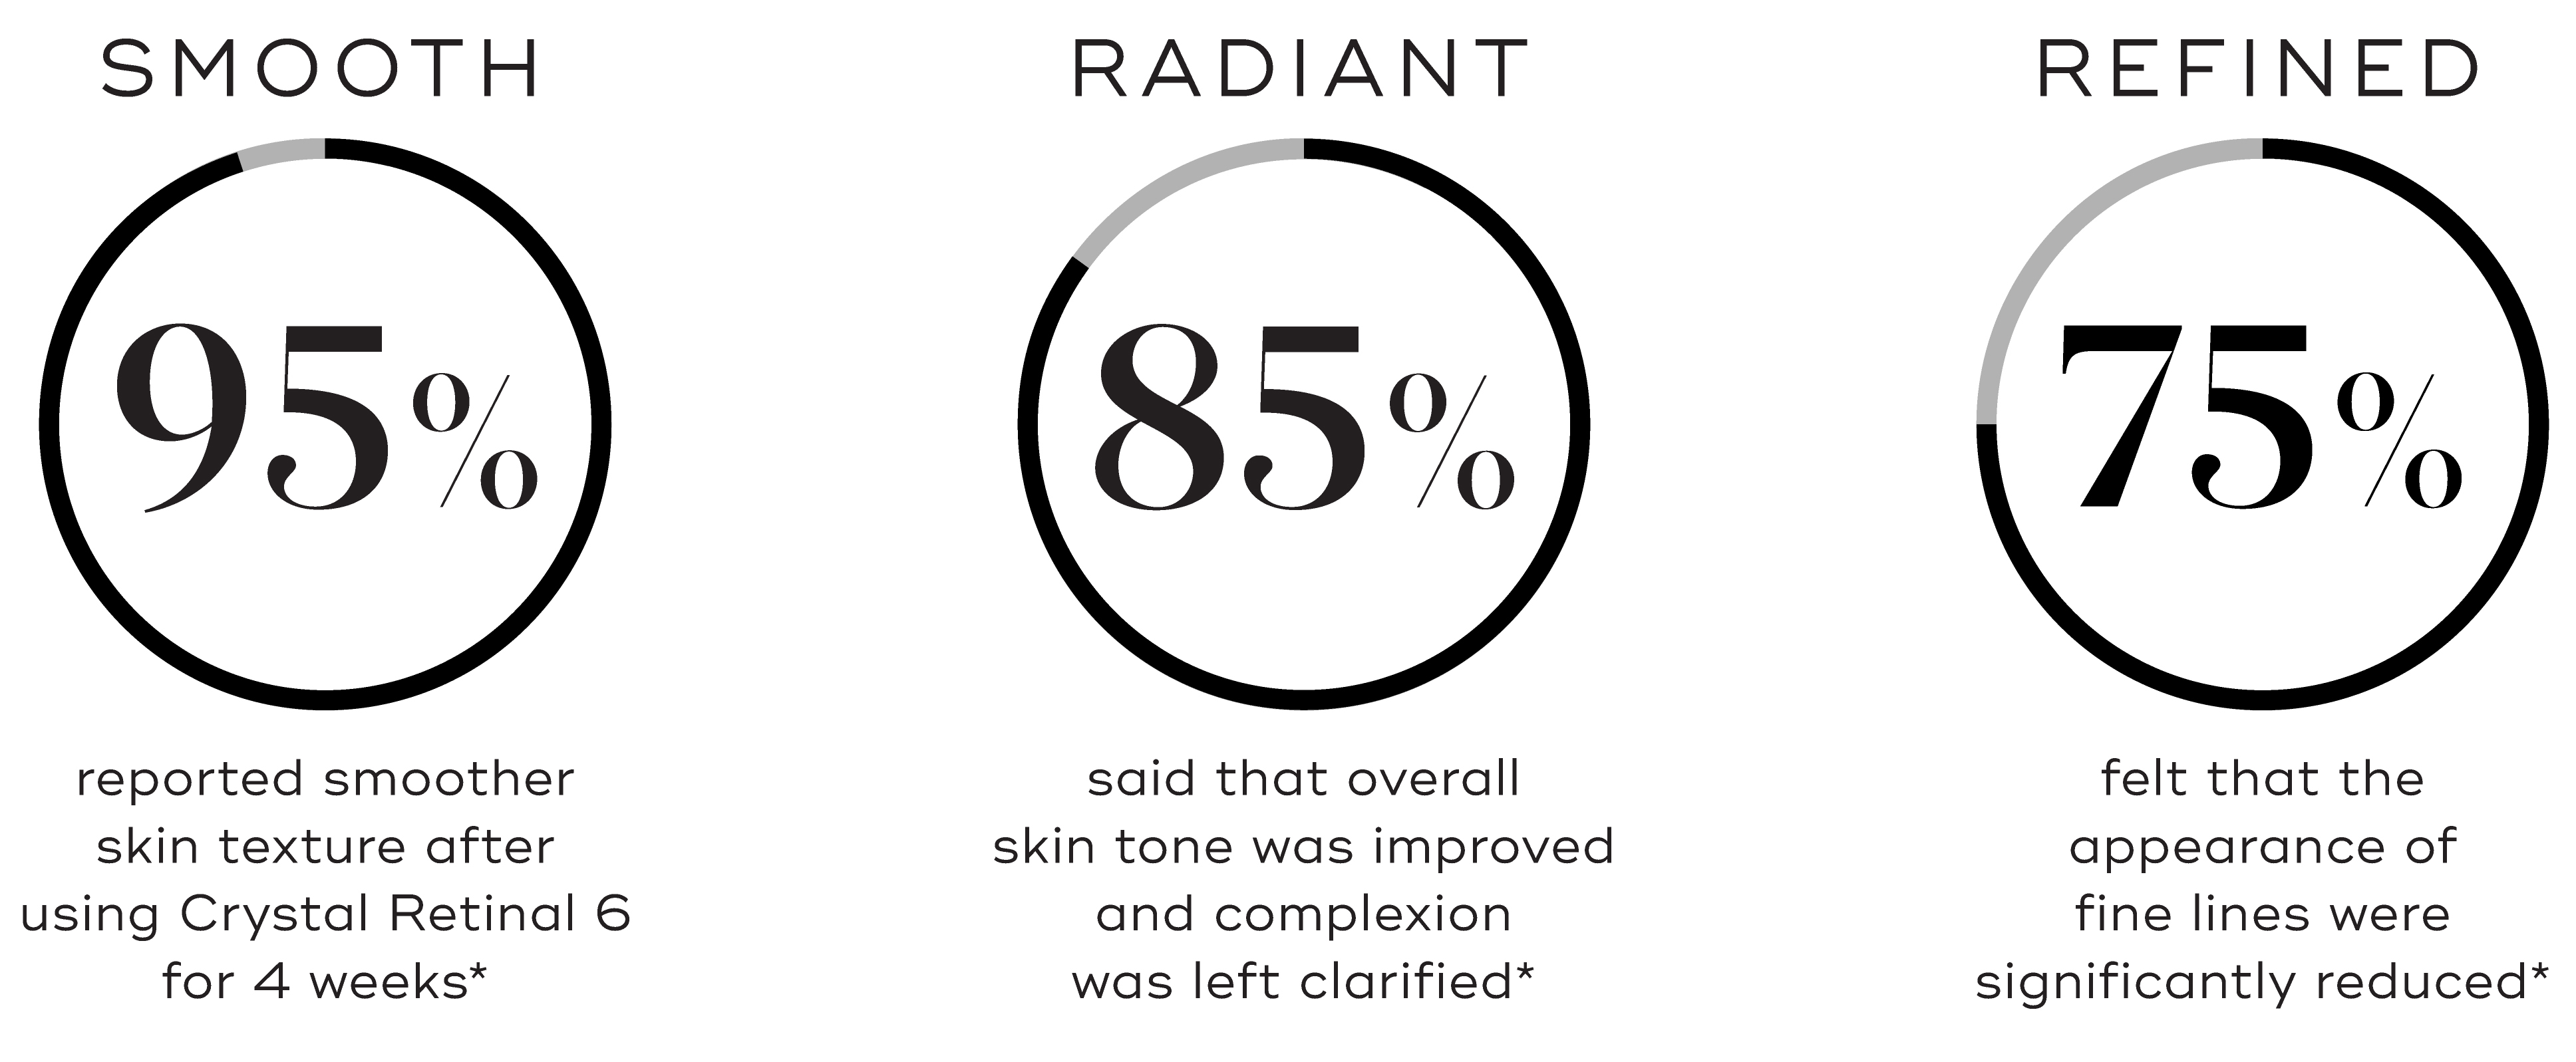 SMOOTH
95%
reported smoother
skin texture after
using Crystal Retinal 6
for 4 weeks*
RADIANT
85%
said that overall
skin tone was improved
and complexion
was left clarified*
REFINED
75%
felt that the
appearance of
fine lines were
significantly reduced*